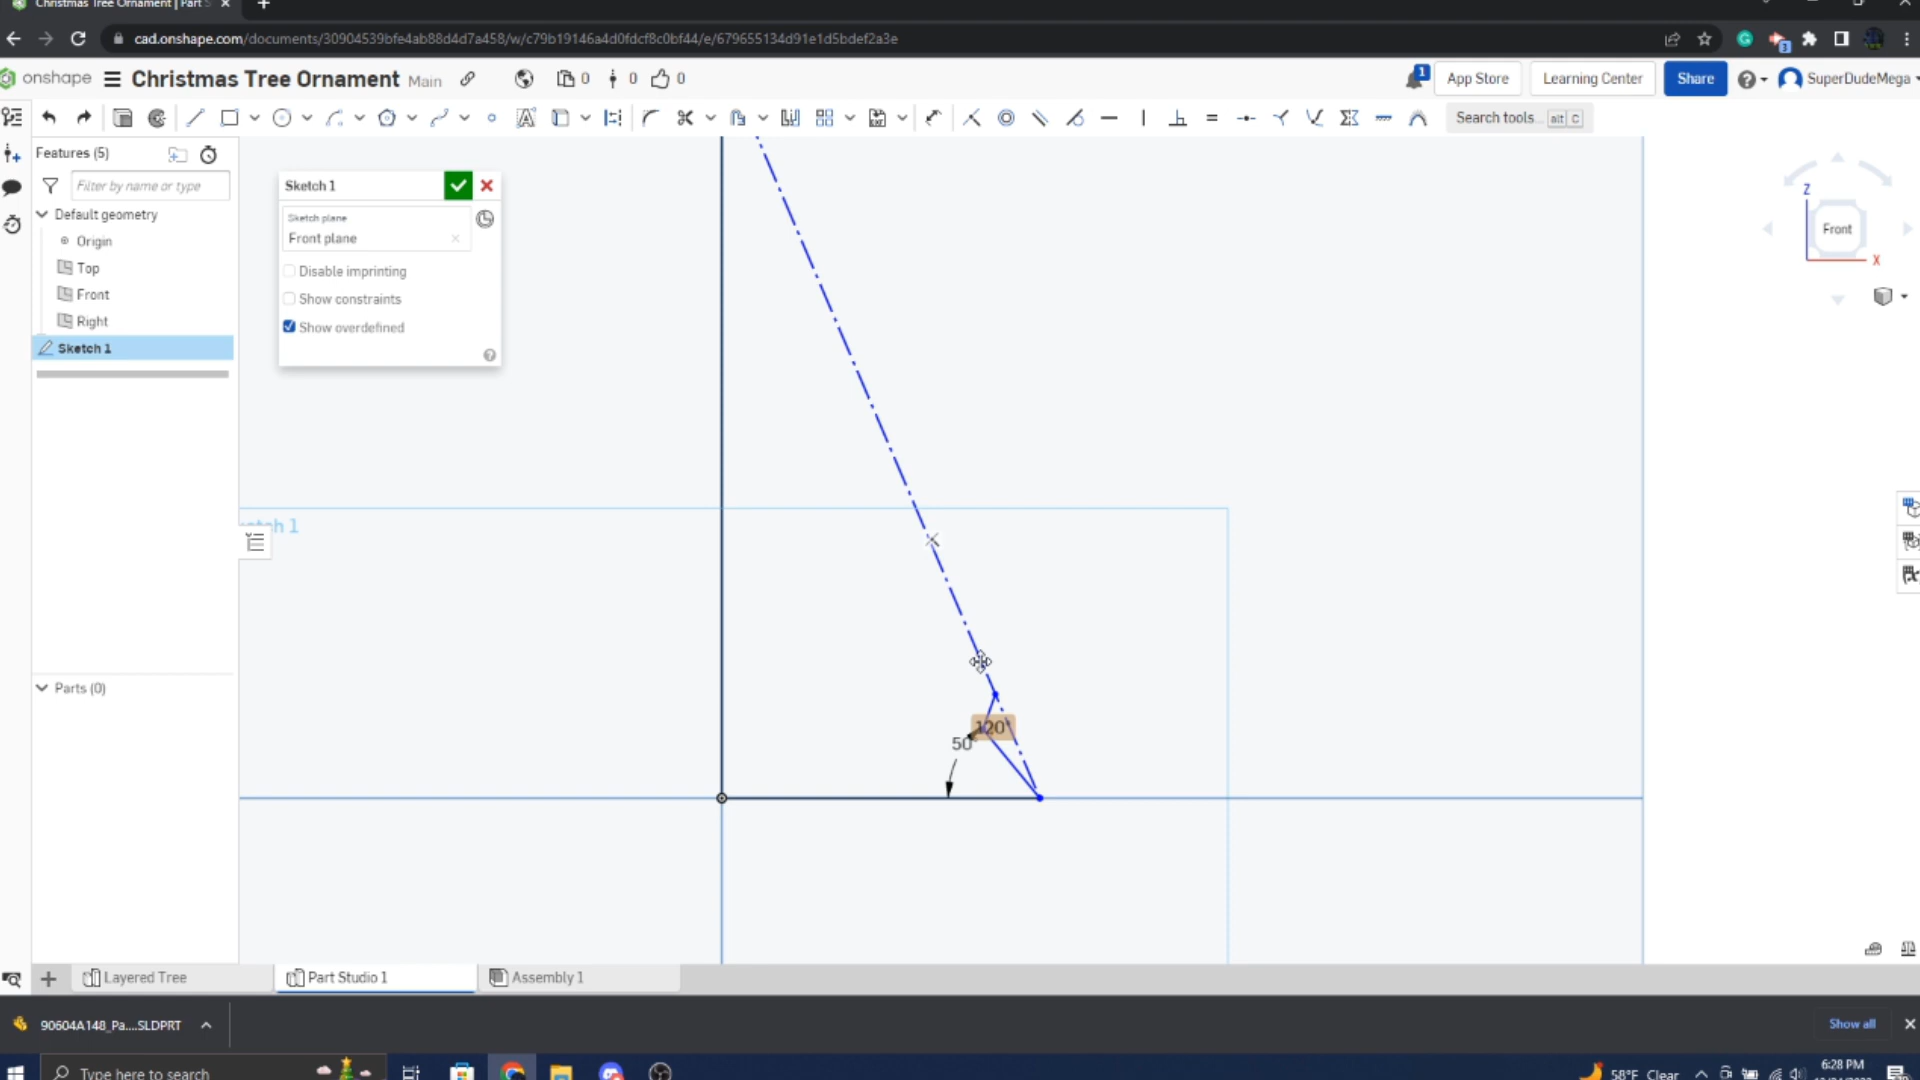 Christmas Tree Ornament | Part S
cad.onshape.com/documents/30904539bfe4ab88d4d7a458/w/c79b19146a4d0fdcf8c0bf44/e/679655134d91e1d5bdef2a3e
3
onshape
Christmas Tree Ornament Main
0 0 0
1
App Store
Learning Center
Share
SuperDudeMega
Search tools... alt C
Features (5)
Filter by name or type
Default geometry
Origin
Top
Front
Right
Sketch 1
Parts (0)
Sketch 1
Sketch plane
Front plane
Disable imprinting
Show constraints
Show overdefined
Z
Front
X
etch 1
120°
50
Layered Tree
Part Studio 1
Assembly 1
90604A148_Pa....SLDPRT
Show all
Type here to search
58°F Clear
6:28 PM